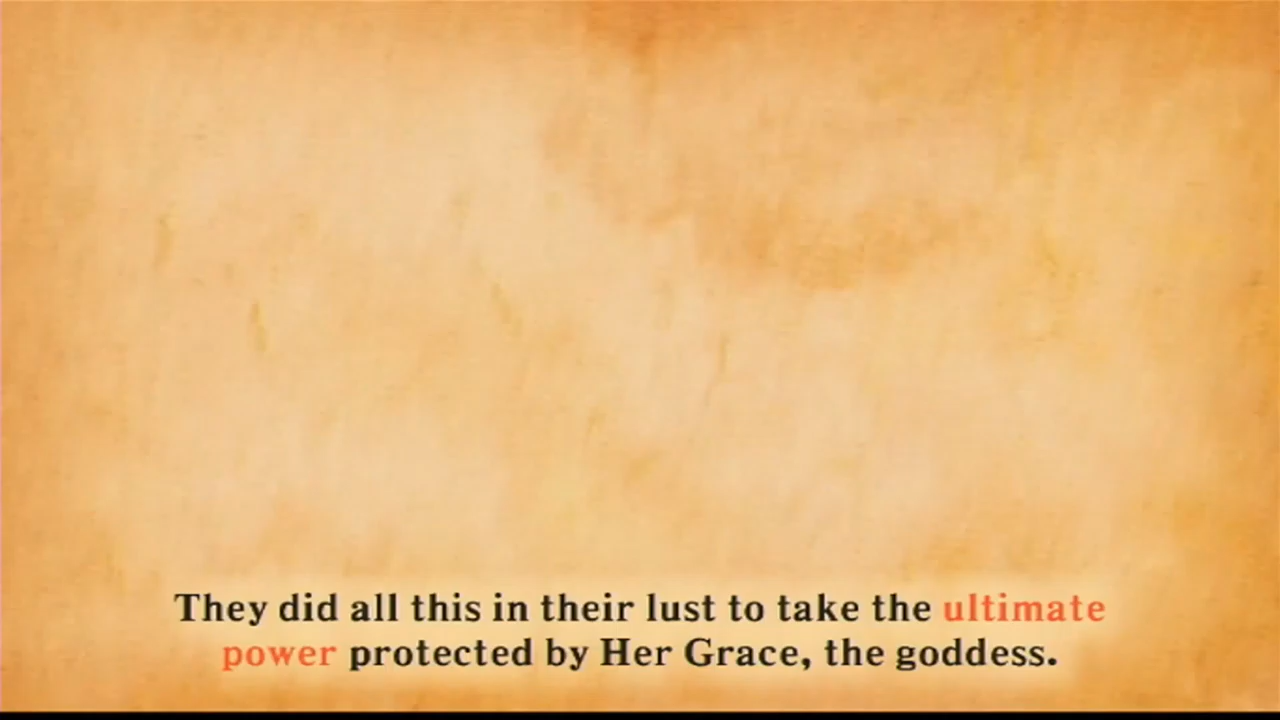 They did all this in their lust to take the ultimate
power protected by Her Grace, the goddess.